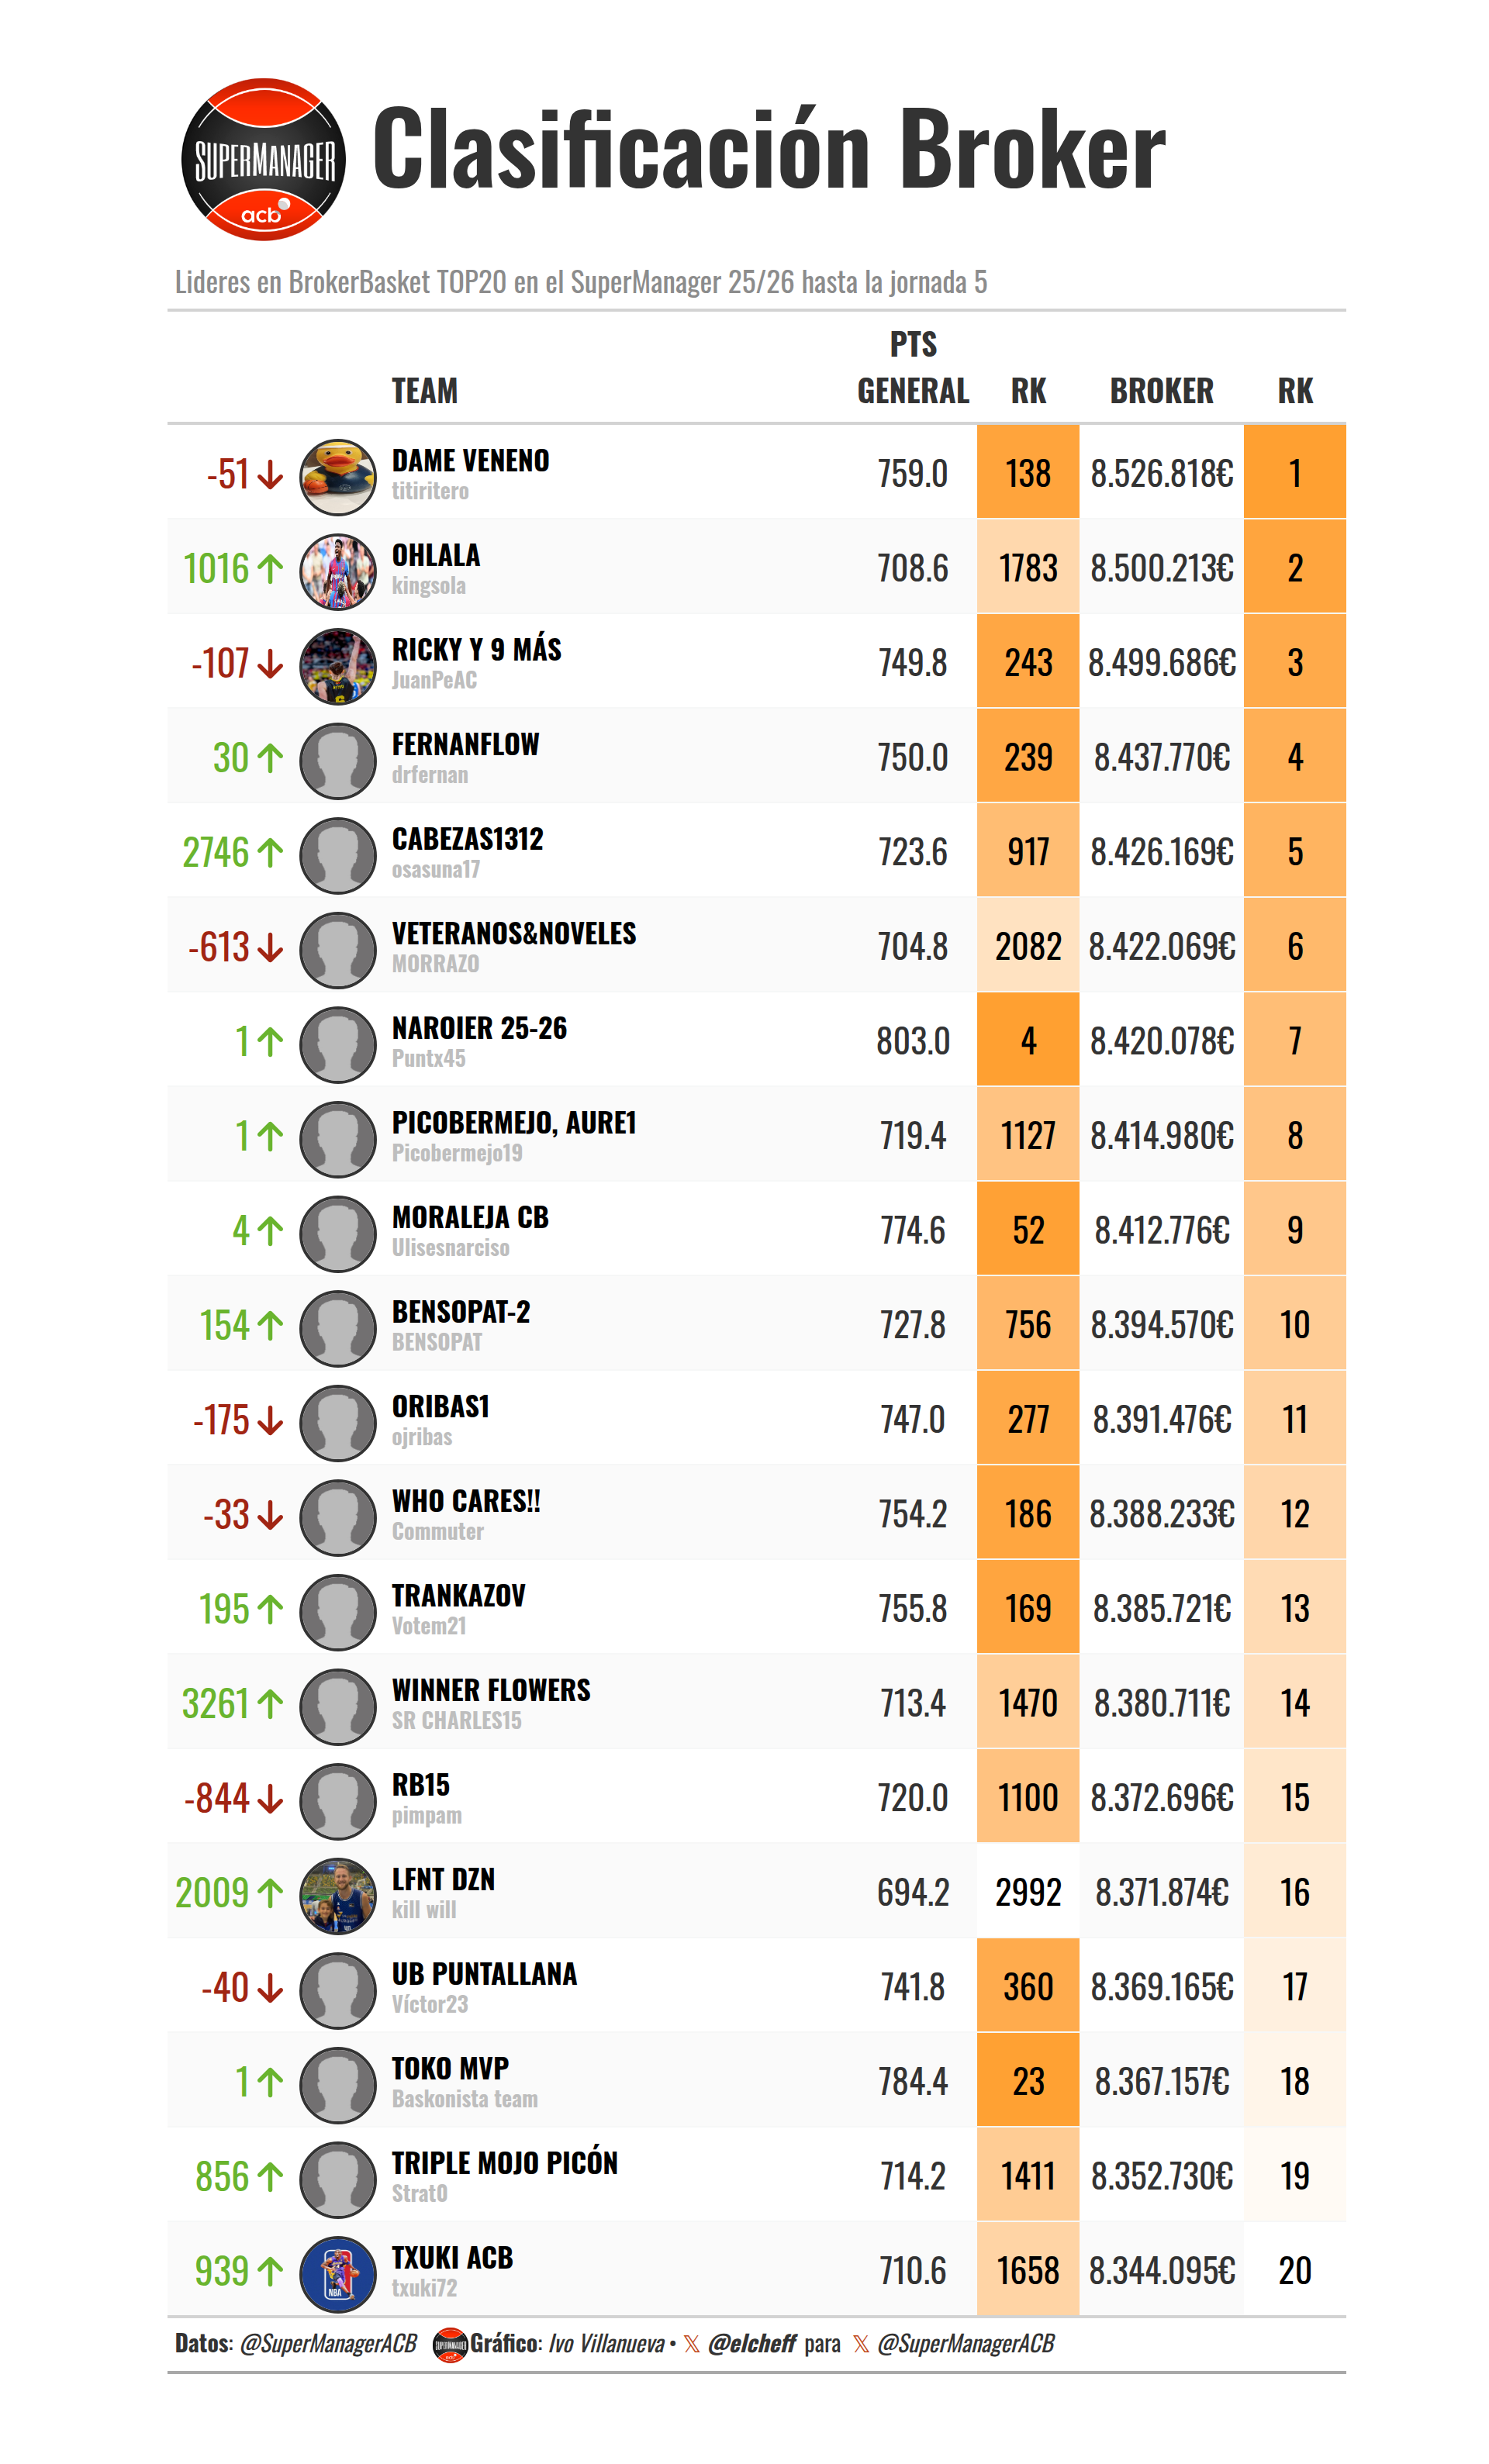 SUPERMANAGER
acb
Clasificación Broker
Lideres en BrokerBasket TOP20 en el SuperManager 25/26 hasta la jornada 5
PTS
TEAM GENERAL RK BROKER RK
-51 DAME VENENO 759.0 138 8.526.818€ 1
titiritero
1016 OHLALA 708.6 1783 8.500.213€ 2
kingsola
-107 RICKY Y 9 MÁS 749.8 243 8.499.686€ 3
JuanPeAC
30 FERNANFLOW 750.0 239 8.437.770€ 4
drfernan
2746 CABEZAS1312 723.6 917 8.426.169€ 5
osasuna17
-613 VETERANOS&NOVELES 704.8 2082 8.422.069€ 6
MORRAZO
1 NAROIER 25-26 803.0 4 8.420.078€ 7
Puntx45
1 PICOBERMEJO, AURE1 719.4 1127 8.414.980€ 8
Picobermejo19
4 MORALEJA CB 774.6 52 8.412.776€ 9
Ulisesnarciso
154 BENSOPAT-2 727.8 756 8.394.570€ 10
BENSOPAT
-175 ORIBAS1 747.0 277 8.391.476€ 11
ojribas
-33 WHO CARES!! 754.2 186 8.388.233€ 12
Commuter
195 TRANKAZOV 755.8 169 8.385.721€ 13
Votem21
3261 WINNER FLOWERS 713.4 1470 8.380.711€ 14
SR CHARLES15
-844 RB15 720.0 1100 8.372.696€ 15
pimpam
2009 LFNT DZN 694.2 2992 8.371.874€ 16
kill will
-40 UB PUNTALLANA 741.8 360 8.369.165€ 17
Víctor23
1 TOKO MVP 784.4 23 8.367.157€ 18
Baskonista team
856 TRIPLE MOJO PICÓN 714.2 1411 8.352.730€ 19
Strat0
939 TXUKI ACB 710.6 1658 8.344.095€ 20
txuki72
NBA
Datos: @SuperManagerACB Gráfico: Ivo Villanueva • 𝕏 @elcheff para 𝕏 @SuperManagerACB